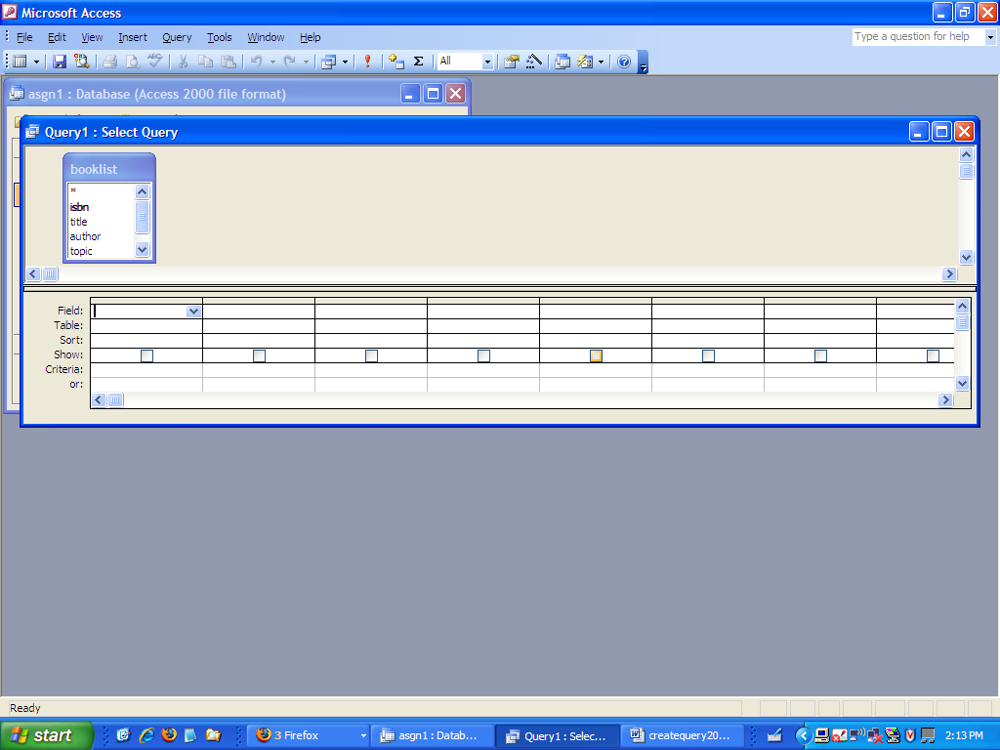 Microsoft Access
File Edit View Insert Query Tools Window Help
Type a question for help
ABC
Σ All
asgn1 : Database (Access 2000 file format)
Query1 : Select Query
booklist
*
isbn
title
author
topic
Field:
Table:
Sort:
Show:
Criteria:
or:
Ready
start 3 Firefox asgn1 : Datab... Query1 : Selec... createquery20... 2:13 PM